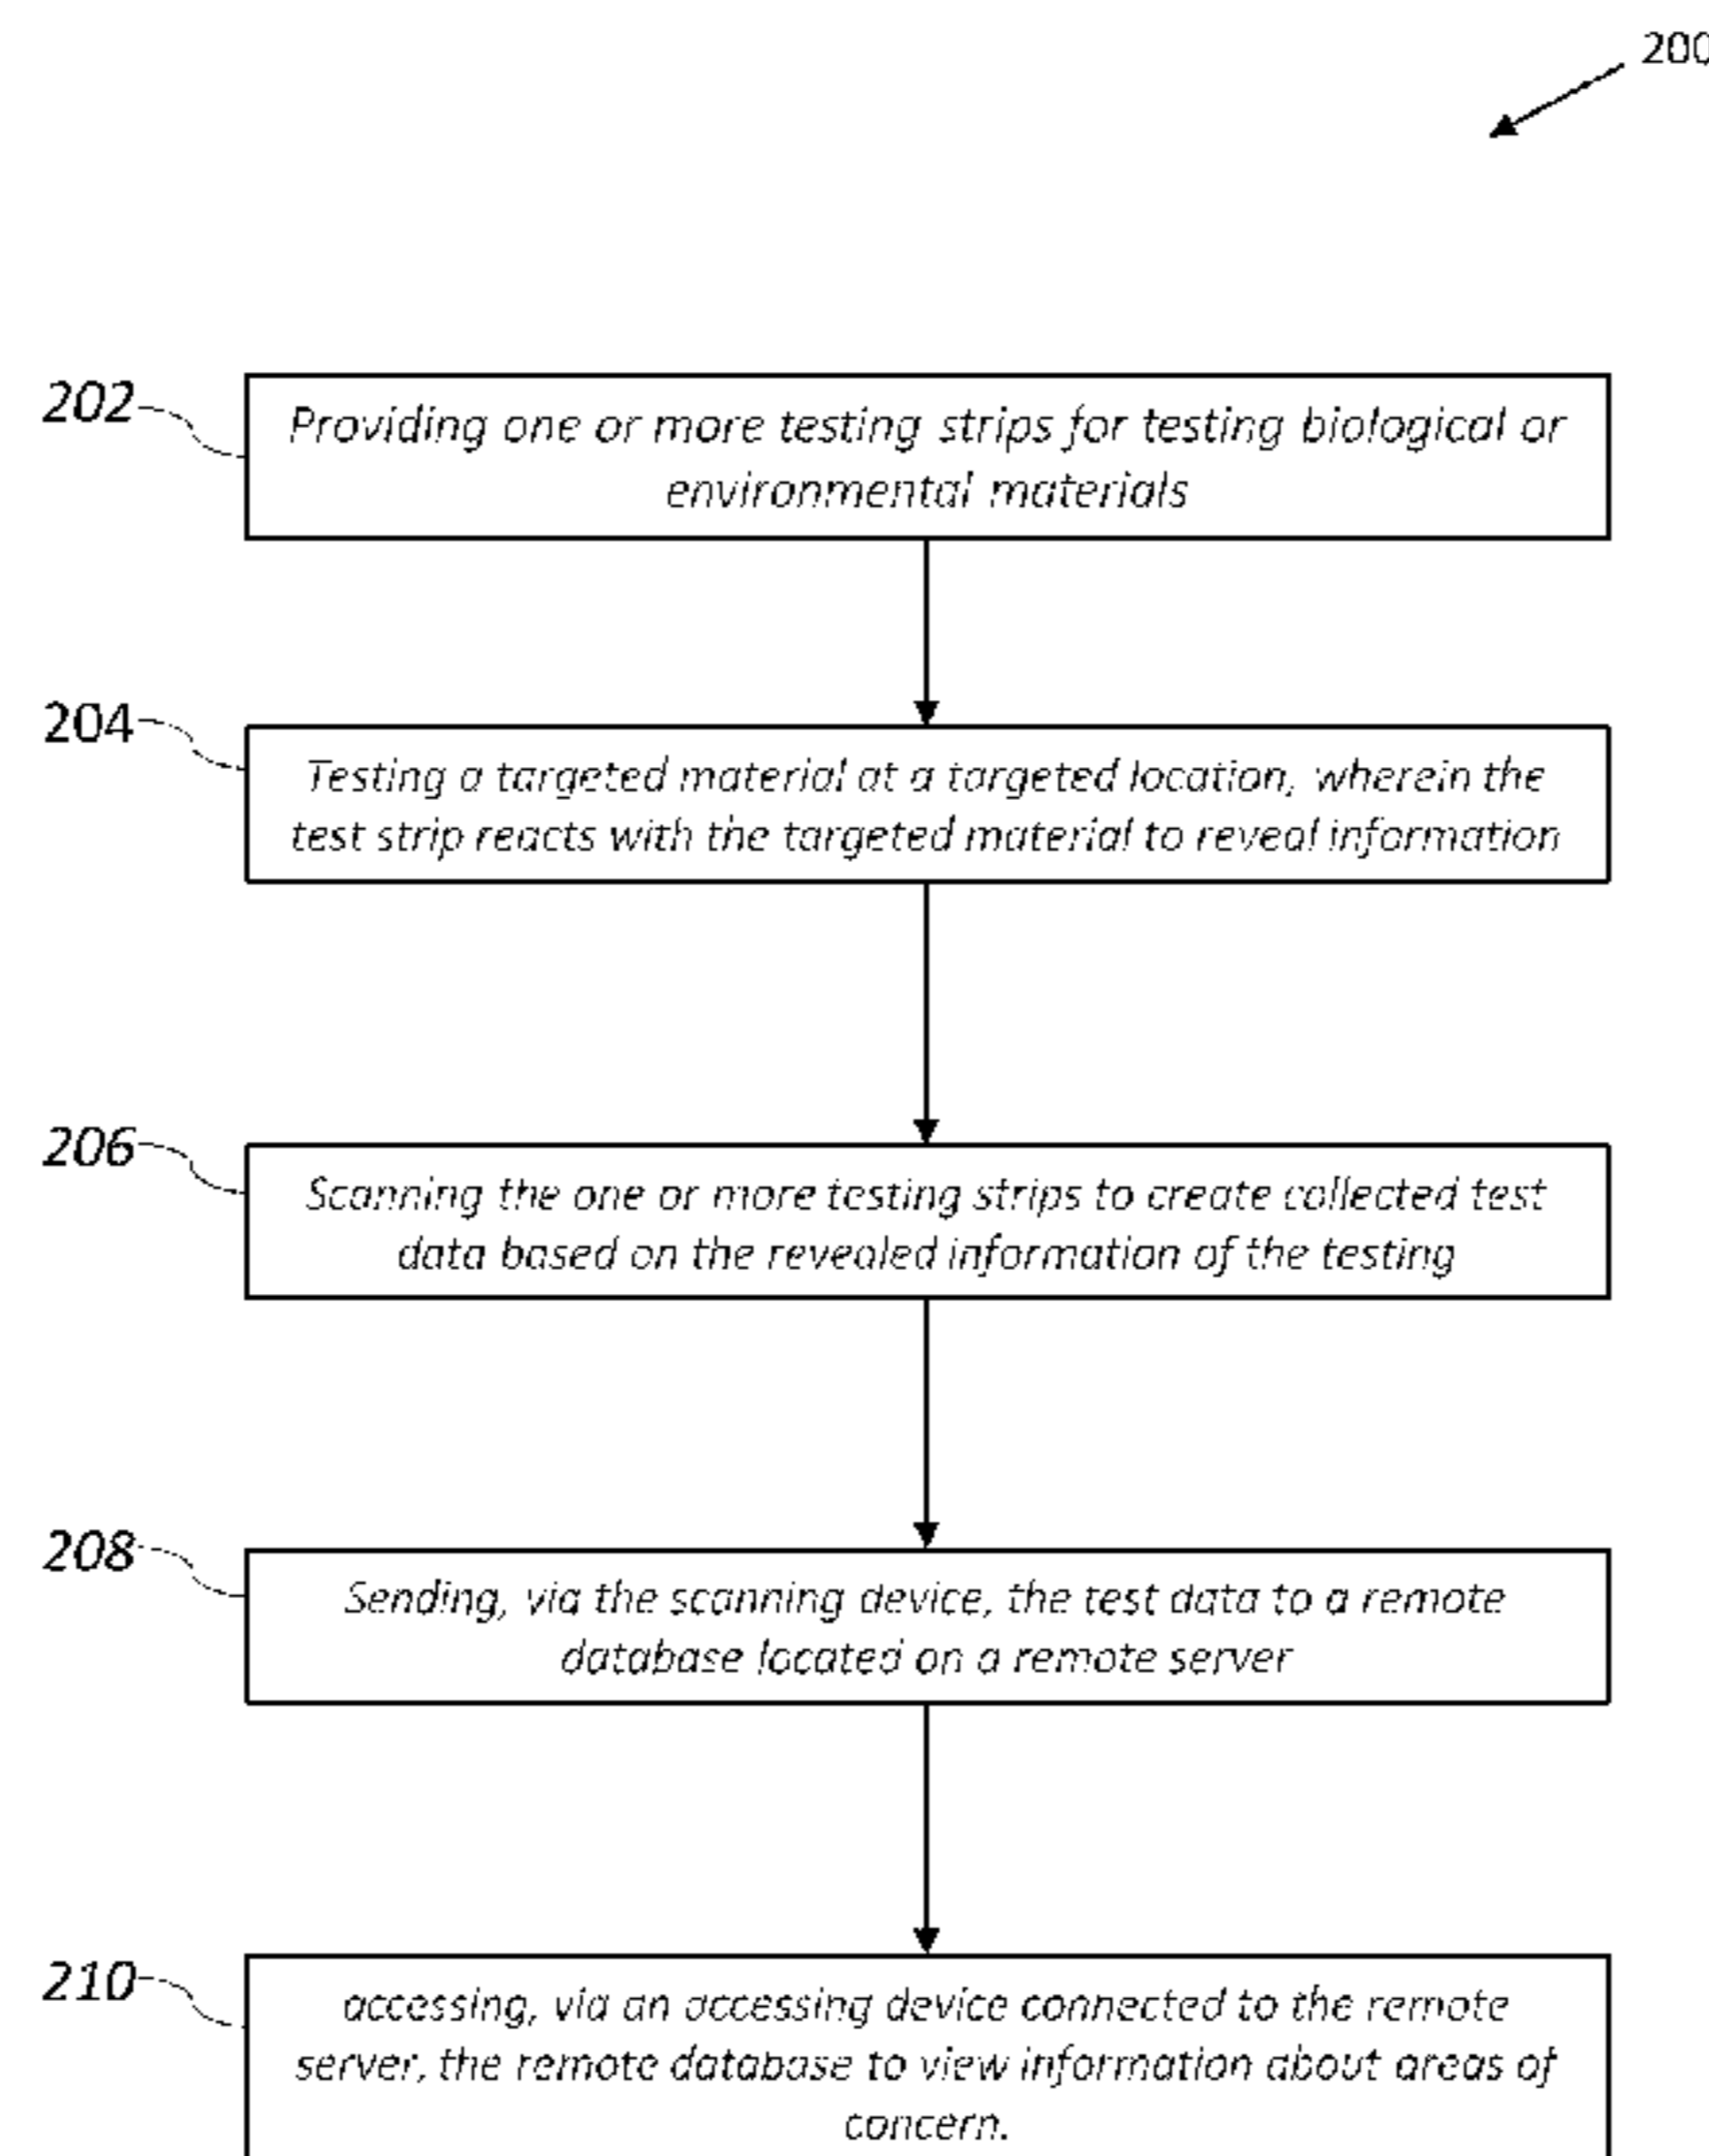 200
202
Providing one or more testing strips for testing biological or
environmental materials
204
Testing a targeted material at a targeted location, wherein the
test strip reacts with the targeted material to reveal information
206
Scanning the one or more testing strips to create collected test
data based on the revealed information of the testing
208
Sending, via the scanning device, the test data to a remote
database located on a remote server
210
accessing, via an accessing device connected to the remote
server, the remote database to view information about areas of
concern.